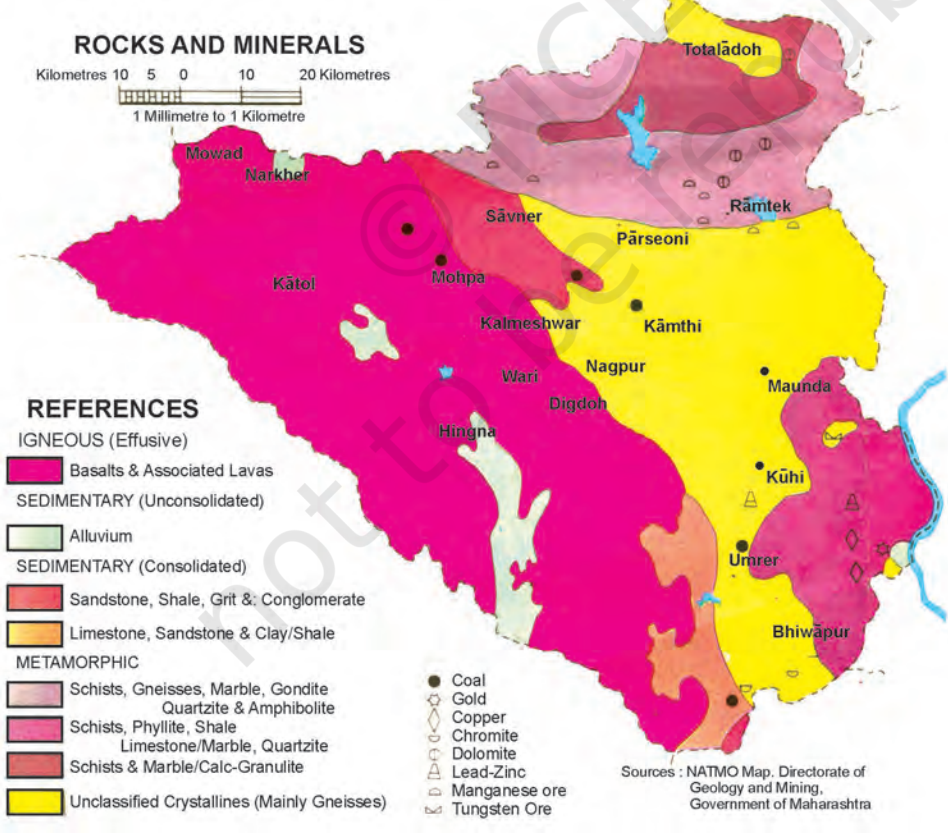 ROCKS AND MINERALS
Kilometres 10 5 0 10 20 Kilometres
1 Millimetre to 1 Kilometre
Totalādoh
Mowad
Narkher
Sāvner
Rāmtek
Pārseoni
Kātol
Mohpa
Kalmeshwar
Kāmthi
Nagpur
Wari
Maunda
Digdoh
Hingna
Kūhi
Umrer
Bhiwāpur
REFERENCES
IGNEOUS (Effusive)
Basalts & Associated Lavas
SEDIMENTARY (Unconsolidated)
Alluvium
SEDIMENTARY (Consolidated)
Sandstone, Shale, Grit &: Conglomerate
Limestone, Sandstone & Clay/Shale
METAMORPHIC
Schists, Gneisses, Marble, Gondite
Quartzite & Amphibolite
Schists, Phyllite, Shale
Limestone/Marble, Quartzite
Schists & Marble/Calc-Granulite
Unclassified Crystallines (Mainly Gneisses)
Coal
Gold
Copper
Chromite
Dolomite
Lead-Zinc
Manganese ore
Tungsten Ore
Sources : NATMO Map. Directorate of
Geology and Mining,
Government of Maharashtra
not to be republ
© NCE